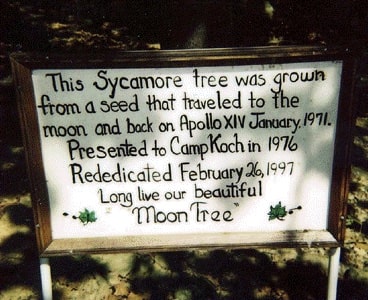 This Sycamore tree was grown
from a seed that traveled to the
moon and back on Apollo XIV January, 1971.
Presented to Camp Koch in 1976
Rededicated February 26, 1997
Long live our beautiful
"Moon Tree"